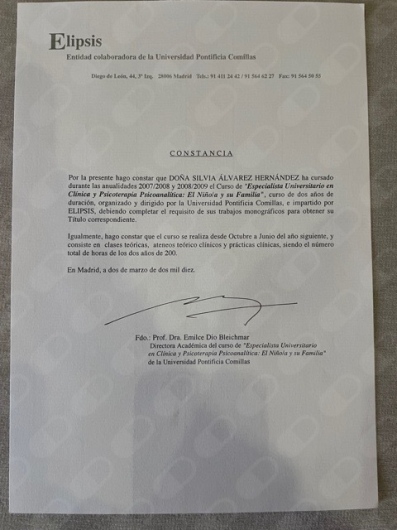 Elipsis
Entidad colaboradora de la Universidad Pontificia Comillas
Diego de León, 44, 3º Izq. 28006 Madrid Tels.: 91 411 24 42 / 91 564 62 27 Fax: 91 564 56 93
CONSTANCIA
Por la presente hago constar que DOÑA SILVIA ÁLVAREZ HERNÁNDEZ ha cursado
durante las anualidades 2007/2008 y 2008/2009 el Curso de "Especialista Universitario en
Clínica y Psicoterapia Psicoanalítica: El Niño/a y su Familia", curso de dos años de
duración, organizado y dirigido por la Universidad Pontificia Comillas, e impartido por
ELIPSIS, debiendo completar el requisito de sus trabajos monográficos para obtener su
Título correspondiente.
Igualmente, hago constar que el curso se realiza desde Octubre a Junio del año siguiente, y
consiste en clases teóricas, ateneos teórico clínicos y prácticas clínicas, siendo el número
total de horas de los dos años de 200.
En Madrid, a dos de marzo de dos mil diez.
Fdo.: Prof. Dra. Emilce Dio Bleichmar
Directora Académica del curso de "Especialista Universitario
en Clínica y Psicoterapia Psicoanalítica: El Niño/a y su Familia"
de la Universidad Pontificia Comillas